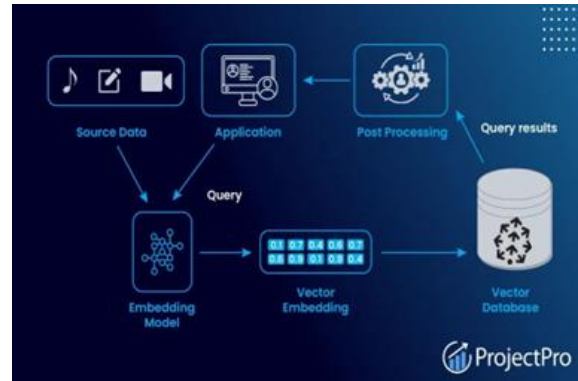 Source Data
Application
Post Processing
Query results
Query
0.1 0.7 0.4 0.6 0.7
0.8 0.9 0.1 0.8 0.4
Embedding
Model
Vector
Embedding
Vector
Database
ProjectPro